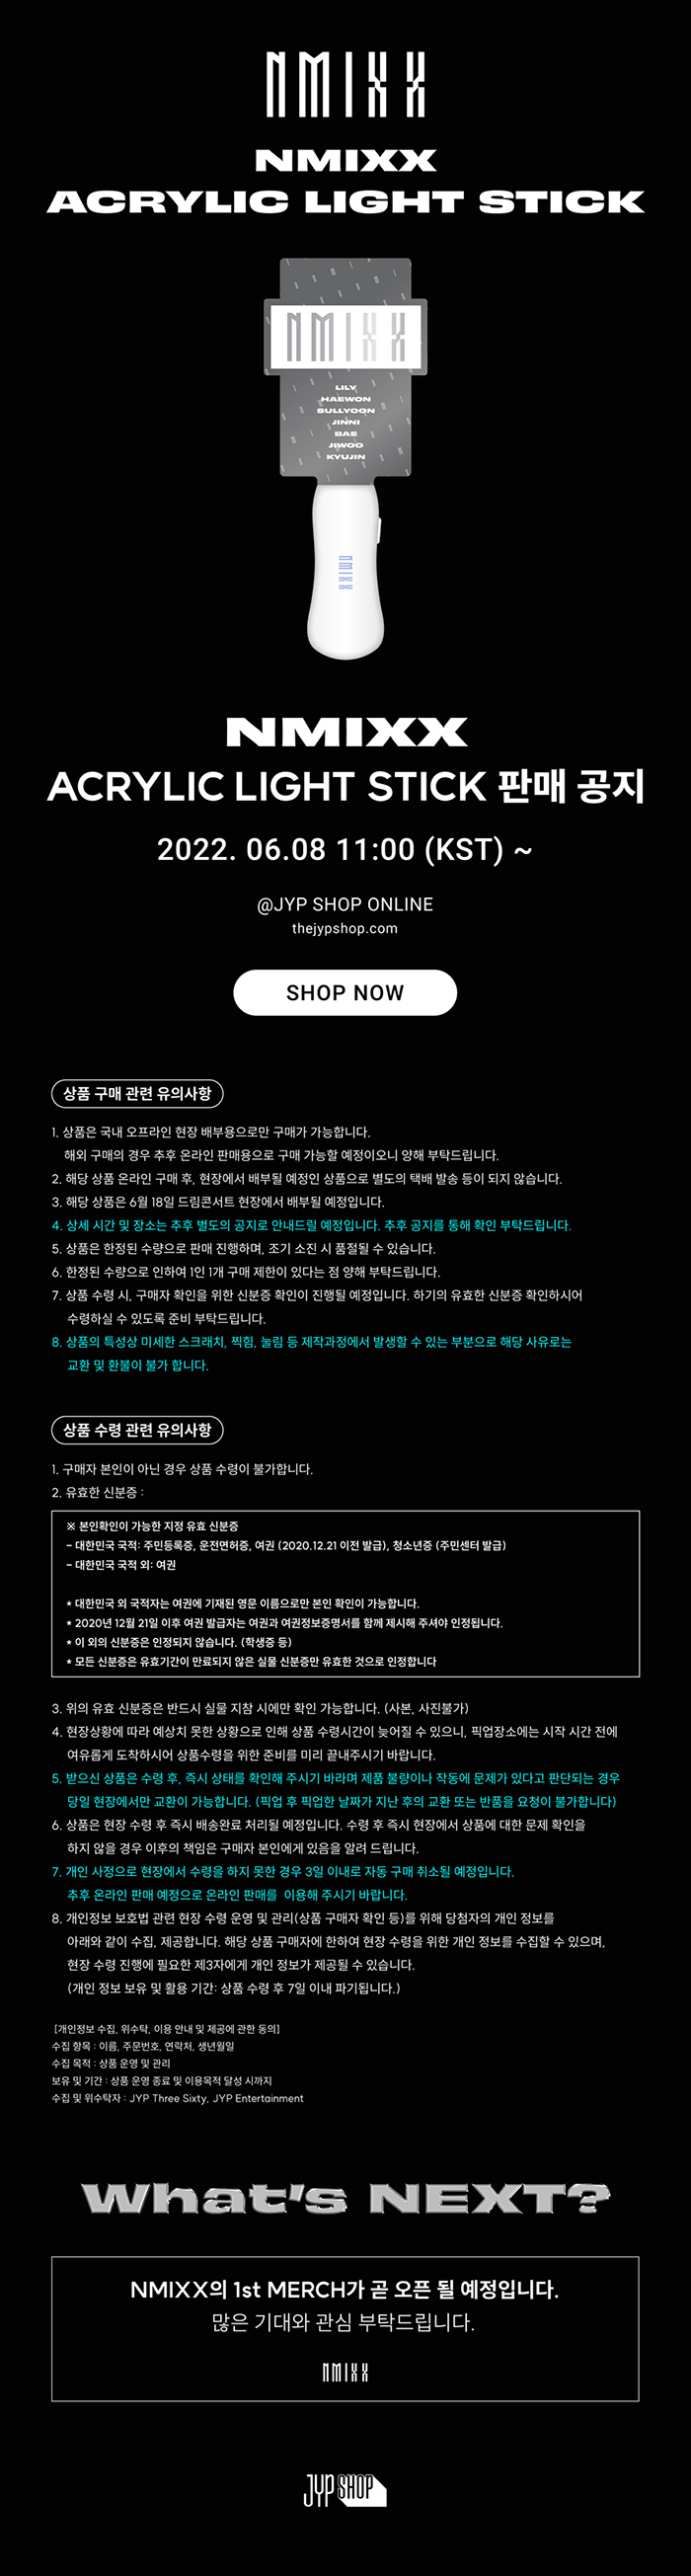 NMIXX
NMIXX
ACRYLIC LIGHT STICK
NMIXX
LILY
HAEWON
SULLYOON
JINNI
BAE
JIWOO
KYUJIN
NMIXX
NMIXX
ACRYLIC LIGHT STICK 판매 공지
2022. 06.08 11:00 (KST) ~
@JYP SHOP ONLINE
thejypshop.com
SHOP NOW
상품 구매 관련 유의사항
1. 상품은 국내 오프라인 현장 배부용으로만 구매가 가능합니다.
해외 구매의 경우 추후 온라인 판매용으로 구매 가능할 예정이오니 양해 부탁드립니다.
2. 해당 상품 온라인 구매 후, 현장에서 배부될 예정인 상품으로 별도의 택배 발송 등이 되지 않습니다.
3. 해당 상품은 6월 18일 드림콘서트 현장에서 배부될 예정입니다.
4. 상세 시간 및 장소는 추후 별도의 공지로 안내드릴 예정입니다. 추후 공지를 통해 확인 부탁드립니다.
5. 상품은 한정된 수량으로 판매 진행하며, 조기 소진 시 품절될 수 있습니다.
6. 한정된 수량으로 인하여 1인 1개 구매 제한이 있다는 점 양해 부탁드립니다.
7. 상품 수령 시, 구매자 확인을 위한 신분증 확인이 진행될 예정입니다. 하기의 유효한 신분증 확인하시어
수령하실 수 있도록 준비 부탁드립니다.
8. 상품의 특성상 미세한 스크래치, 찍힘, 눌림 등 제작과정에서 발생할 수 있는 부분으로 해당 사유로는
교환 및 환불이 불가 합니다.
상품 수령 관련 유의사항
1. 구매자 본인이 아닌 경우 상품 수령이 불가합니다.
2. 유효한 신분증 :
※ 본인확인이 가능한 지정 유효 신분증
- 대한민국 국적: 주민등록증, 운전면허증, 여권 (2020.12.21 이전 발급), 청소년증 (주민센터 발급)
- 대한민국 국적 외: 여권
* 대한민국 외 국적자는 여권에 기재된 영문 이름으로만 본인 확인이 가능합니다.
* 2020년 12월 21일 이후 여권 발급자는 여권과 여권정보증명서를 함께 제시해 주셔야 인정됩니다.
* 이 외의 신분증은 인정되지 않습니다. (학생증 등)
* 모든 신분증은 유효기간이 만료되지 않은 실물 신분증만 유효한 것으로 인정합니다
3. 위의 유효 신분증은 반드시 실물 지참 시에만 확인 가능합니다. (사본, 사진불가)
4. 현장상황에 따라 예상치 못한 상황으로 인해 상품 수령시간이 늦어질 수 있으니, 픽업장소에는 시작 시간 전에
여유롭게 도착하시어 상품수령을 위한 준비를 미리 끝내주시기 바랍니다.
5. 받으신 상품은 수령 후, 즉시 상태를 확인해 주시기 바라며 제품 불량이나 작동에 문제가 있다고 판단되는 경우
당일 현장에서만 교환이 가능합니다. (픽업 후 픽업한 날짜가 지난 후의 교환 또는 반품을 요청이 불가합니다)
6. 상품은 현장 수령 후 즉시 배송완료 처리될 예정입니다. 수령 후 즉시 현장에서 상품에 대한 문제 확인을
하지 않을 경우 이후의 책임은 구매자 본인에게 있음을 알려 드립니다.
7. 개인 사정으로 현장에서 수령을 하지 못한 경우 3일 이내로 자동 구매 취소될 예정입니다.
추후 온라인 판매 예정으로 온라인 판매를 이용해 주시기 바랍니다.
8. 개인정보 보호법 관련 현장 수령 운영 및 관리(상품 구매자 확인 등)를 위해 당첨자의 개인 정보를
아래와 같이 수집, 제공합니다. 해당 상품 구매자에 한하여 현장 수령을 위한 개인 정보를 수집할 수 있으며,
현장 수령 진행에 필요한 제3자에게 개인 정보가 제공될 수 있습니다.
(개인 정보 보유 및 활용 기간: 상품 수령 후 7일 이내 파기됩니다.)
[개인정보 수집, 위수탁, 이용 안내 및 제공에 관한 동의]
수집 항목 : 이름, 주문번호, 연락처, 생년월일
수집 목적 : 상품 운영 및 관리
보유 및 기간 : 상품 운영 종료 및 이용목적 달성 시까지
수집 및 위수탁자 : JYP Three Sixty, JYP Entertainment
What's NEXT?
NMIXX의 1st MERCH가 곧 오픈 될 예정입니다.
많은 기대와 관심 부탁드립니다.
NMIXX
JYP SHOP